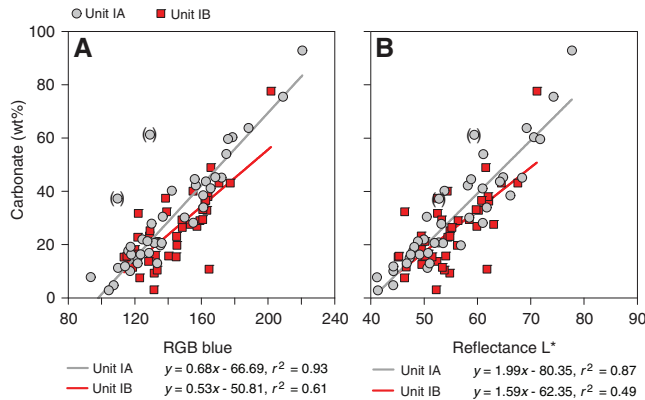 Unit IA Unit IB
100
80
60
40
20
0
Carbonate (wt%)
A
B
( )
( )
( )
( )
80 120 160 200 240
40 50 60 70 80 90
RGB blue
Reflectance L*
Unit IA y = 0.68x - 66.69, r² = 0.93
Unit IB y = 0.53x - 50.81, r² = 0.61
Unit IA y = 1.99x - 80.35, r² = 0.87
Unit IB y = 1.59x - 62.35, r² = 0.49